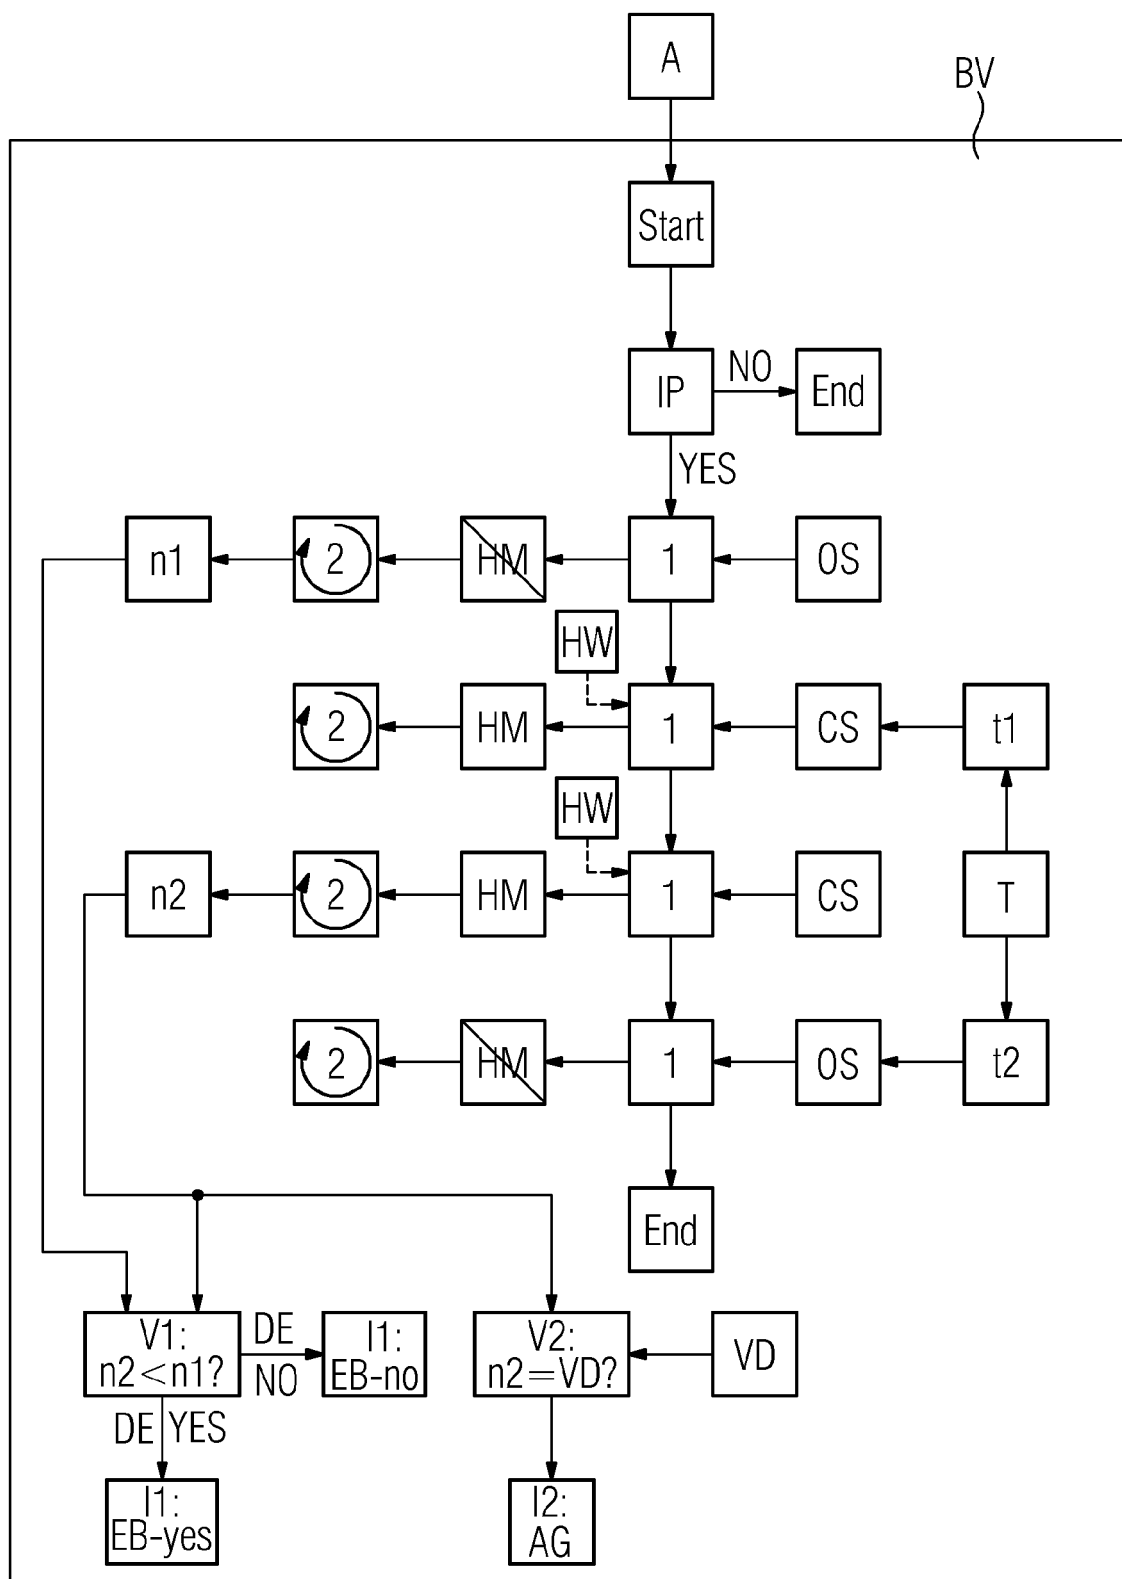 A
BV
Start
IP
NO
End
YES
n1
2
HM
1
OS
HW
2
HM
1
CS
t1
HW
n2
2
HM
1
CS
T
2
HM
1
OS
t2
End
V1:
n2<n1?
DE
NO
I1:
EB-no
V2:
n2=VD?
VD
DE
YES
I1:
EB-yes
I2:
AG